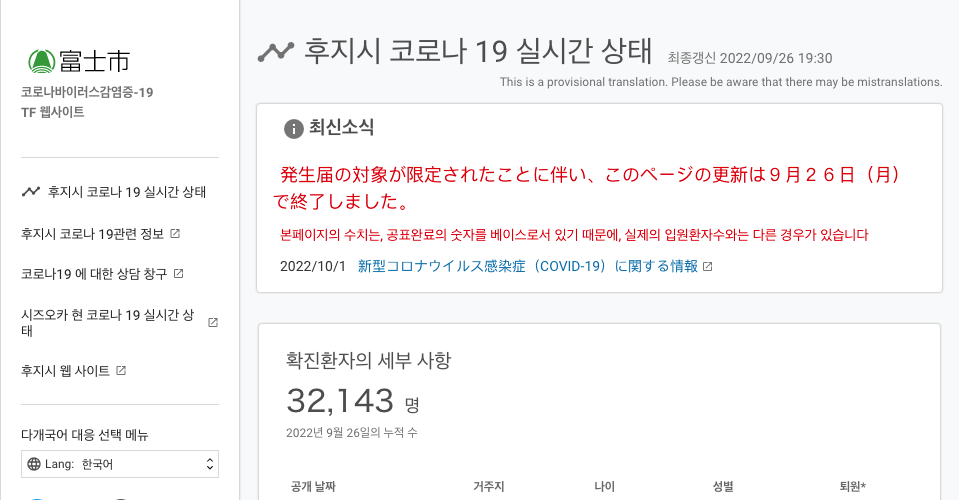 富士市
코로나바이러스감염증-19
TF 웹사이트
후지시 코로나 19 실시간 상태
후지시 코로나 19관련 정보
코로나19 에 대한 상담 창구
시즈오카 현 코로나 19 실시간 상
태
후지시 웹 사이트
다개국어 대응 선택 메뉴
Lang: 한국어
후지시 코로나 19 실시간 상태 최종갱신 2022/09/26 19:30
This is a provisional translation. Please be aware that there may be mistranslations.
최신소식
発生届の対象が限定されたことに伴い、このページの更新は９月２６日（月）
で終了しました。
본페이지의 수치는, 공표완료의 숫자를 베이스로서 있기 때문에, 실제의 입원환자수와는 다른 경우가 있습니다
2022/10/1 新型コロナウイルス感染症（COVID-19）に関する情報
확진환자의 세부 사항
32,143 명
2022년 9월 26일의 누적 수
공개 날짜 거주지 나이 성별 퇴원*